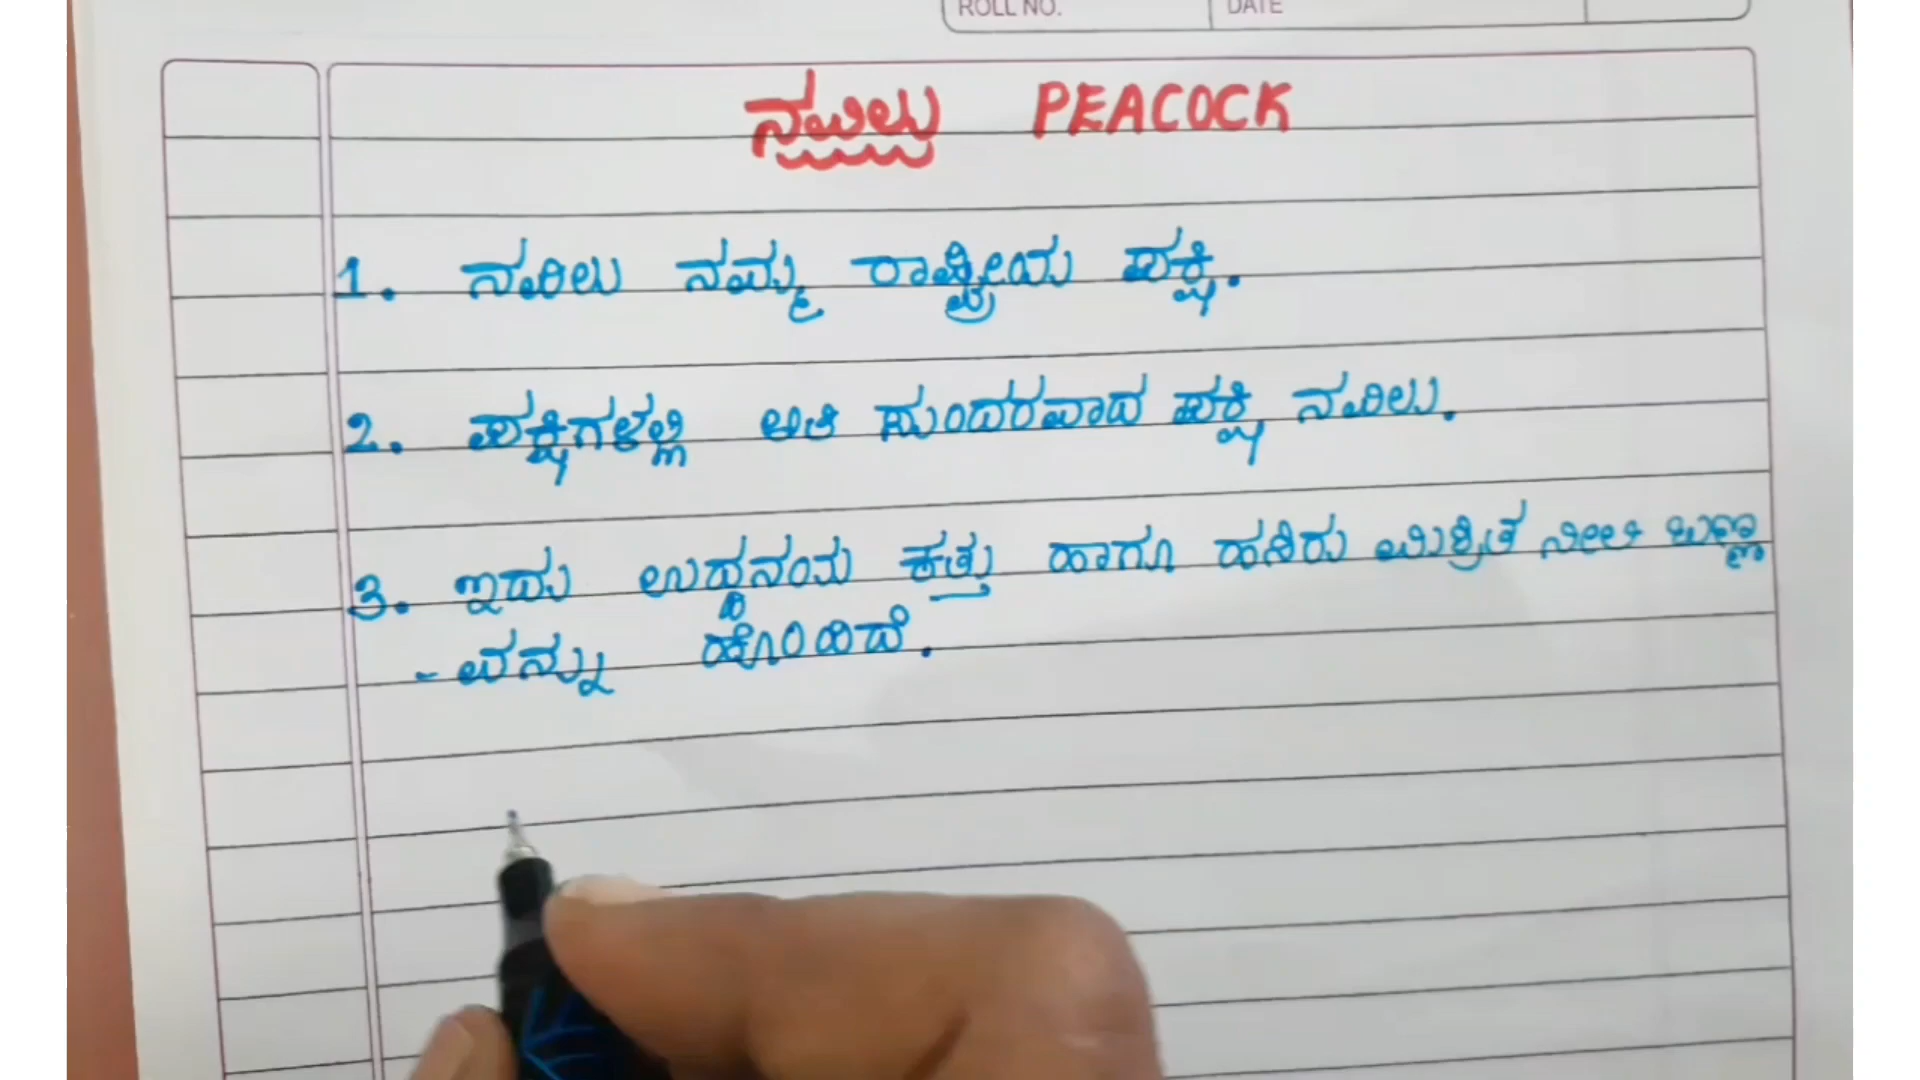 ROLL NO. DATE
ನವಿಲು PEACOCK
1. ನವಿಲು ನಮ್ಮ ರಾಷ್ಟ್ರೀಯ ಪಕ್ಷಿ.
2. ಪಕ್ಷಿಗಳಲ್ಲಿ ಅತಿ ಸುಂದರವಾದ ಪಕ್ಷಿ ನವಿಲು.
3. ಇದು ಉದ್ದನೆಯ ಕತ್ತು ಹಾಗೂ ಹಸಿರು ಮಿಶ್ರಿತ ನೀಲಿ ಬಣ್ಣ
- ವನ್ನು ಹೊಂದಿದೆ.